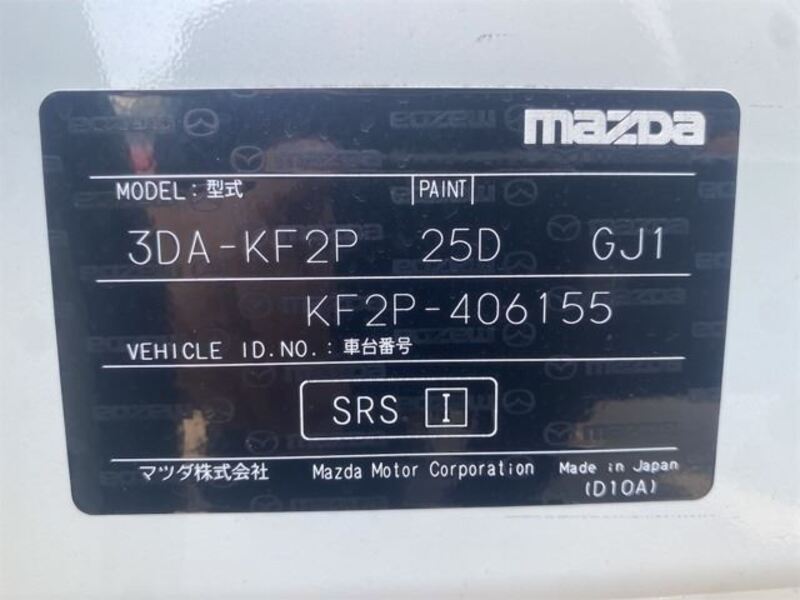 mazda
MODEL: 型式 PAINT
3DA-KF2P 25D GJ1
KF2P-406155
VEHICLE ID.NO.: 車台番号
SRS I
マツダ株式会社 Mazda Motor Corporation Made in Japan
(D10A)